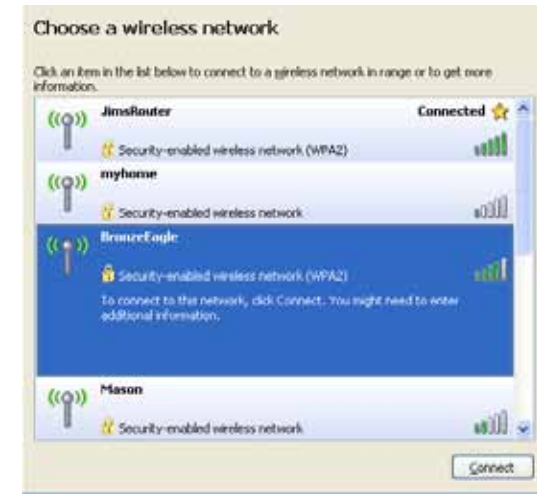 Choose a wireless network
Click an item in the list below to connect to a wireless network in range or to get more
information.
JimsRouter Connected
Security-enabled wireless network (WPA2)
myhome
Security-enabled wireless network
BronzeEagle
Security-enabled wireless network (WPA2)
To connect to this network, click Connect. You might need to enter
additional information.
Mason
Security-enabled wireless network
Connect